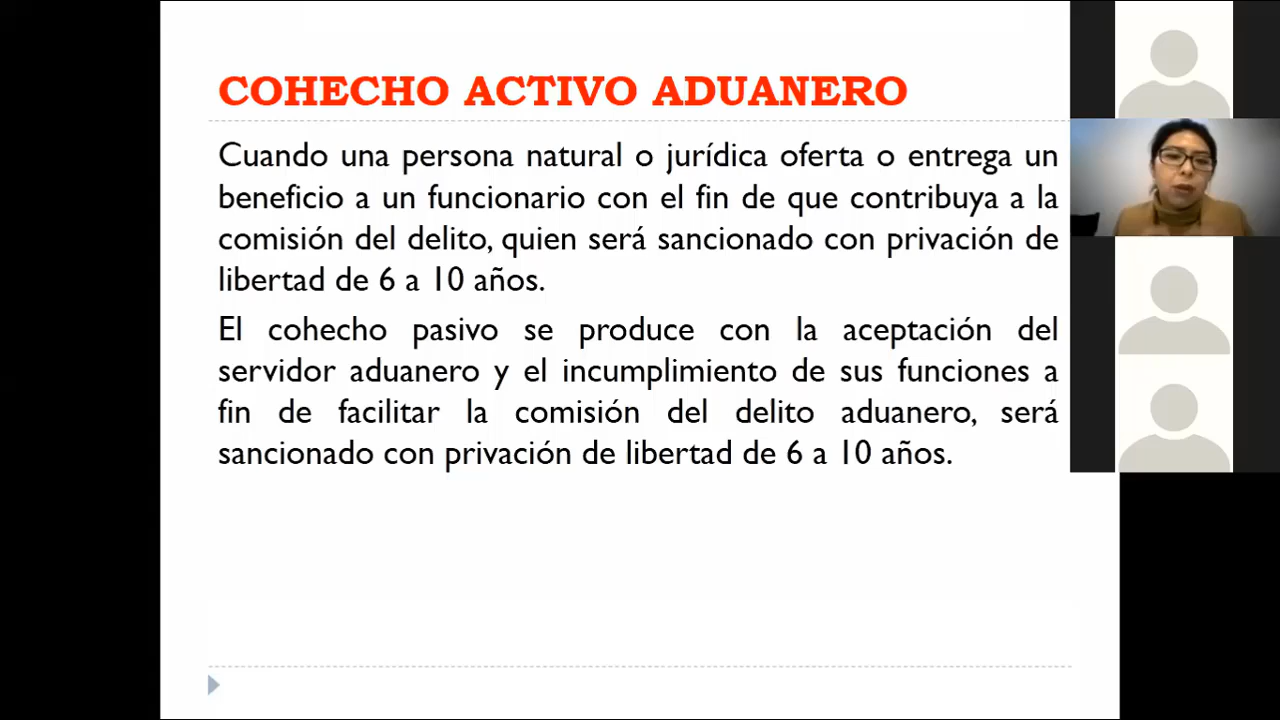 COHECHO ACTIVO ADUANERO
Cuando una persona natural o jurídica oferta o entrega un
beneficio a un funcionario con el fin de que contribuya a la
comisión del delito, quien será sancionado con privación de
libertad de 6 a 10 años.
El cohecho pasivo se produce con la aceptación del
servidor aduanero y el incumplimiento de sus funciones a
fin de facilitar la comisión del delito aduanero, será
sancionado con privación de libertad de 6 a 10 años.